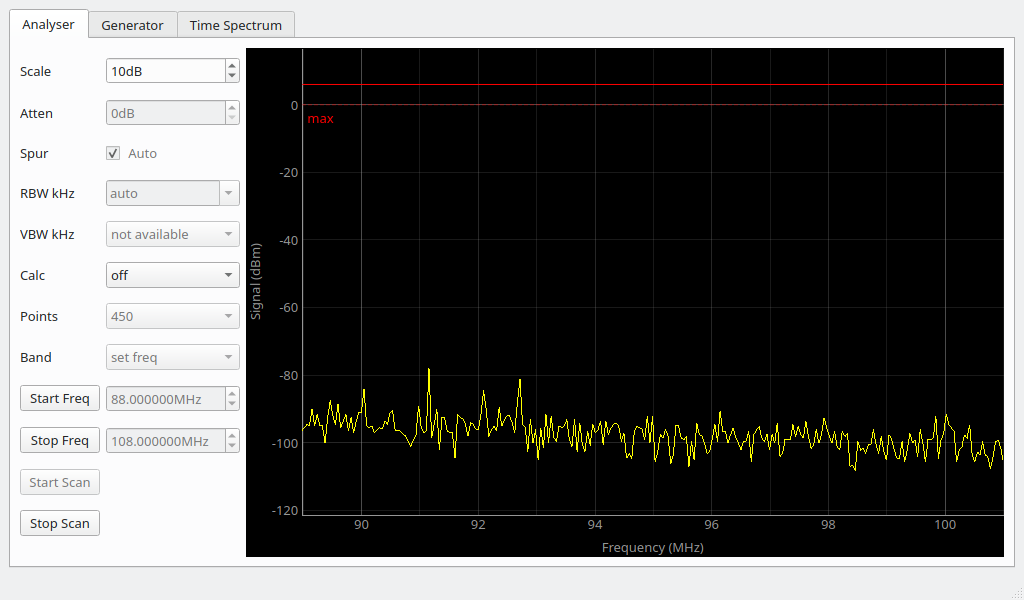 Analyser Generator Time Spectrum
Scale 10dB
Atten 0dB
Spur Auto
RBW kHz auto
VBW kHz not available
Calc off
Points 450
Band set freq
Start Freq 88.000000MHz
Stop Freq 108.000000MHz
Start Scan
Stop Scan
Signal (dBm)
0
-20
-40
-60
-80
-100
-120
max
90 92 94 96 98 100
Frequency (MHz)